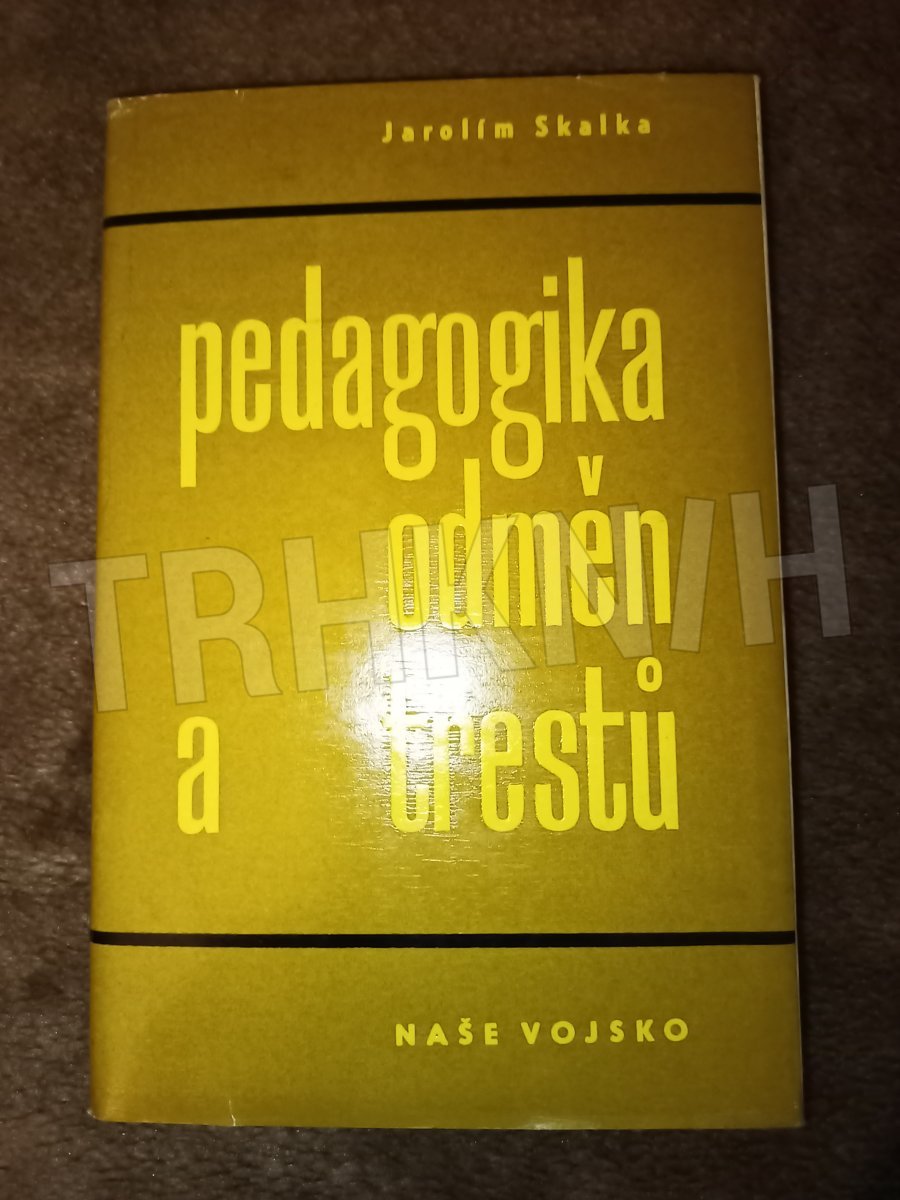 Jarolím Skalka
pedagogika
odměn
a trestů
NAŠE VOJSKO
TRHKNIH